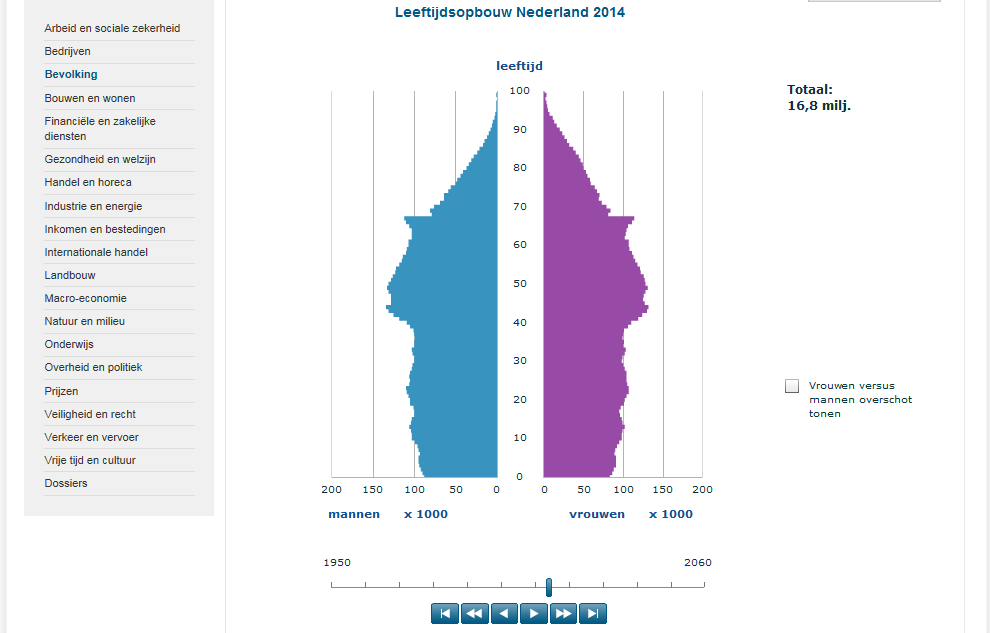 Leeftijdsopbouw Nederland 2014
Arbeid en sociale zekerheid
Bedrijven
Bevolking
Bouwen en wonen
Financiële en zakelijke
diensten
Gezondheid en welzijn
Handel en horeca
Industrie en energie
Inkomen en bestedingen
Internationale handel
Landbouw
Macro-economie
Natuur en milieu
Onderwijs
Overheid en politiek
Prijzen
Veiligheid en recht
Verkeer en vervoer
Vrije tijd en cultuur
Dossiers
leeftijd
100
90
80
70
60
50
40
30
20
10
0
200 150 100 50 0
0 50 100 150 200
mannen x 1000
vrouwen x 1000
Totaal:
16,8 milj.
Vrouwen versus
mannen overschot
tonen
1950 2060